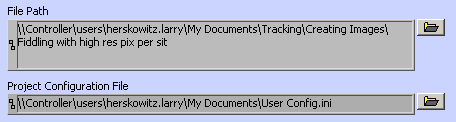 File Path
\\Controller\users\herskowitz.larry\My Documents\Tracking\Creating Images\
Fiddling with high res pix per sit
Project Configuration File
\\Controller\users\herskowitz.larry\My Documents\User Config.ini